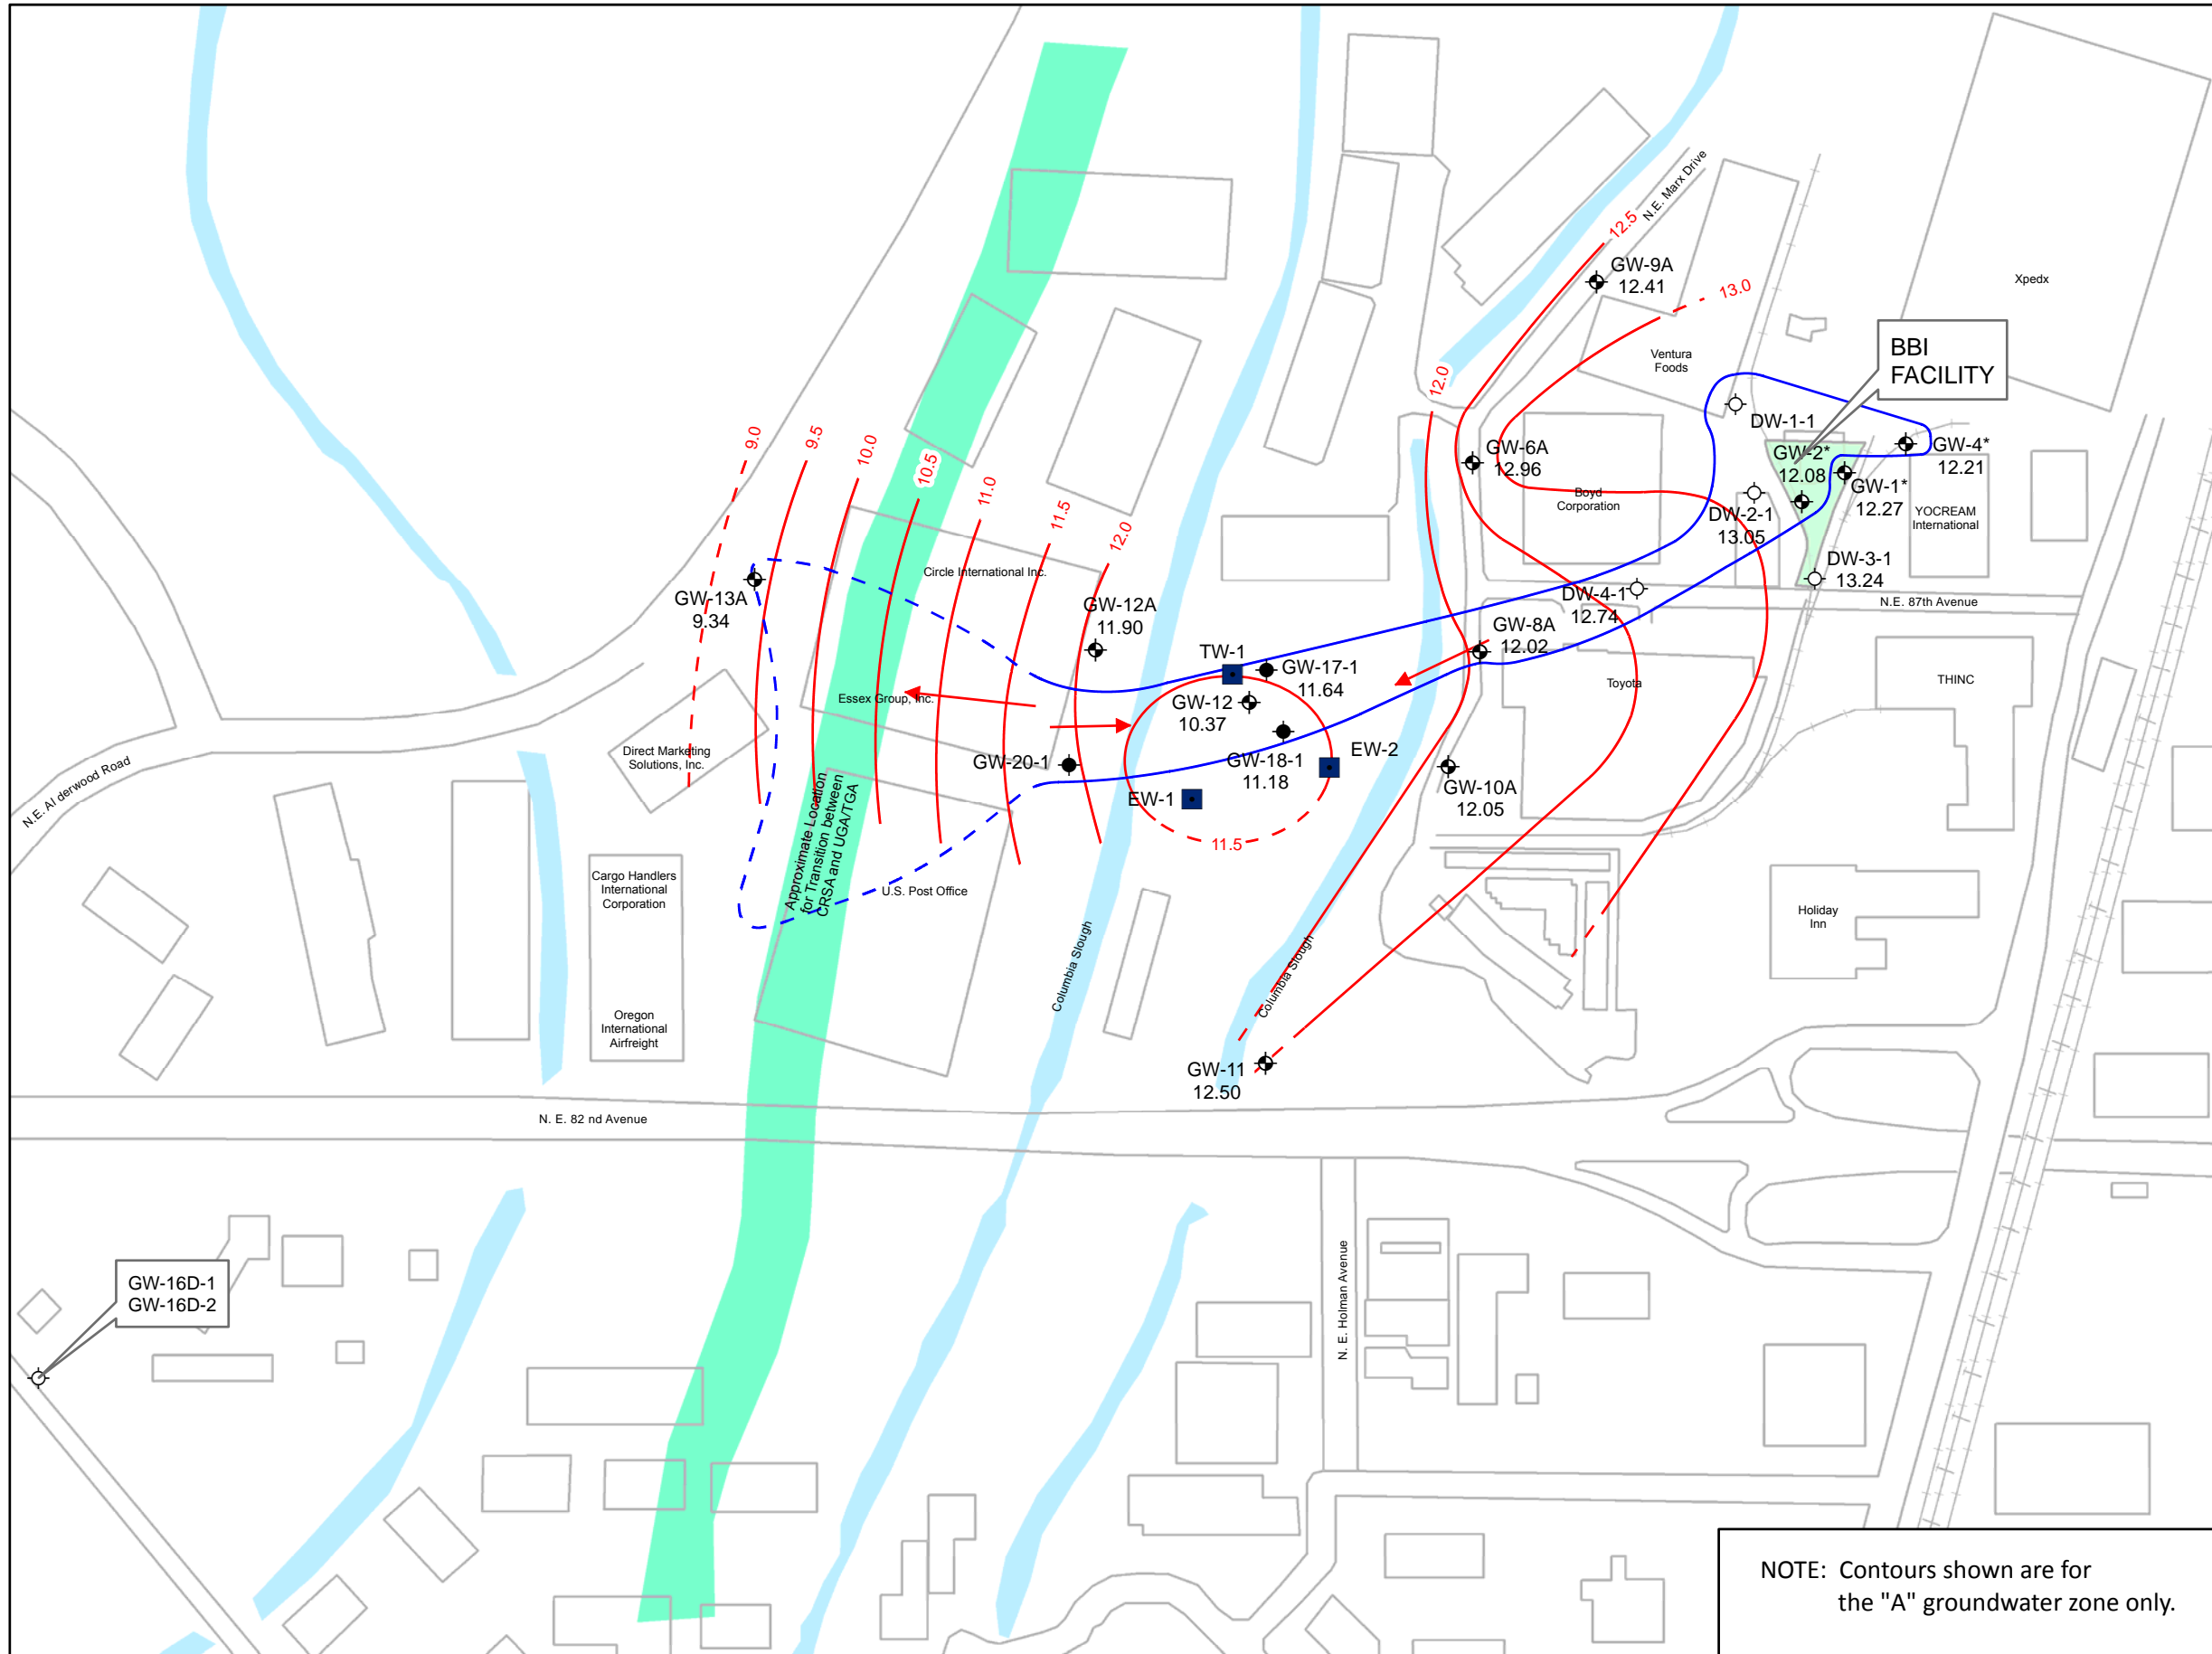 12.5
N.E. Marx Drive
GW-9A
12.41
13.0
Xpedx
Ventura
Foods
BBI
FACILITY
12.0
DW-1-1
GW-4*
12.21
GW-2*
12.08
GW-1*
12.27
YOCREAM
International
GW-6A
12.96
Boyd
Corporation
DW-2-1
13.05
DW-3-1
13.24
N.E. 87th Avenue
DW-4-1
12.74
9.0
9.5
10.0
10.5
11.0
11.5
12.0
GW-13A
9.34
Circle International Inc.
GW-12A
11.90
TW-1
GW-17-1
11.64
GW-8A
12.02
Toyota
THINC
Essex Group, Inc.
GW-12
10.37
GW-18-1
11.18
EW-2
Direct Marketing
Solutions, Inc.
GW-20-1
EW-1
11.5
GW-10A
12.05
N.E. Al derwood Road
Approximate Location
for Transition between
CRSA and UGA/TGA
Cargo Handlers
International
Corporation
U.S. Post Office
Holiday
Inn
Columbia Slough
Columbia Slough
Oregon
International
Airfreight
GW-11
12.50
N. E. 82 nd Avenue
GW-16D-1
GW-16D-2
N. E. Holman Avenue
NOTE: Contours shown are for
the "A" groundwater zone only.